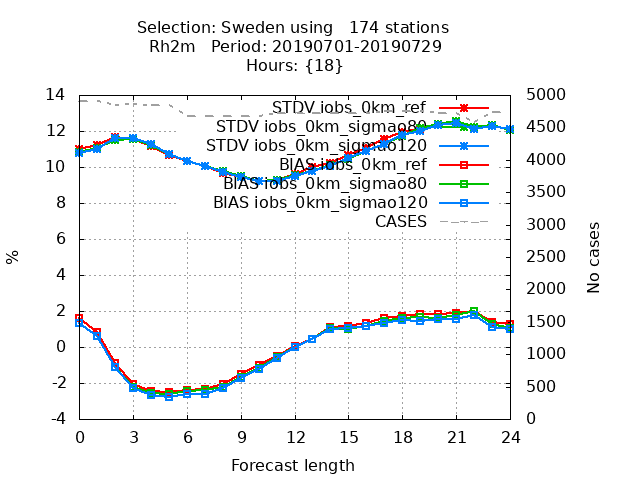 Selection: Sweden using   174 stations
Rh2m   Period: 20190701-20190729
Hours: {18}
STDV iobs_0km_ref
STDV iobs_0km_sigmao80
STDV iobs_0km_sigmao120
BIAS iobs_0km_ref
BIAS iobs_0km_sigmao80
BIAS iobs_0km_sigmao120
CASES
14
12
10
8
6
4
2
0
-2
-4
%
5000
4500
4000
3500
3000
2500
2000
1500
1000
500
0
No cases
0 3 6 9 12 15 18 21 24
Forecast length